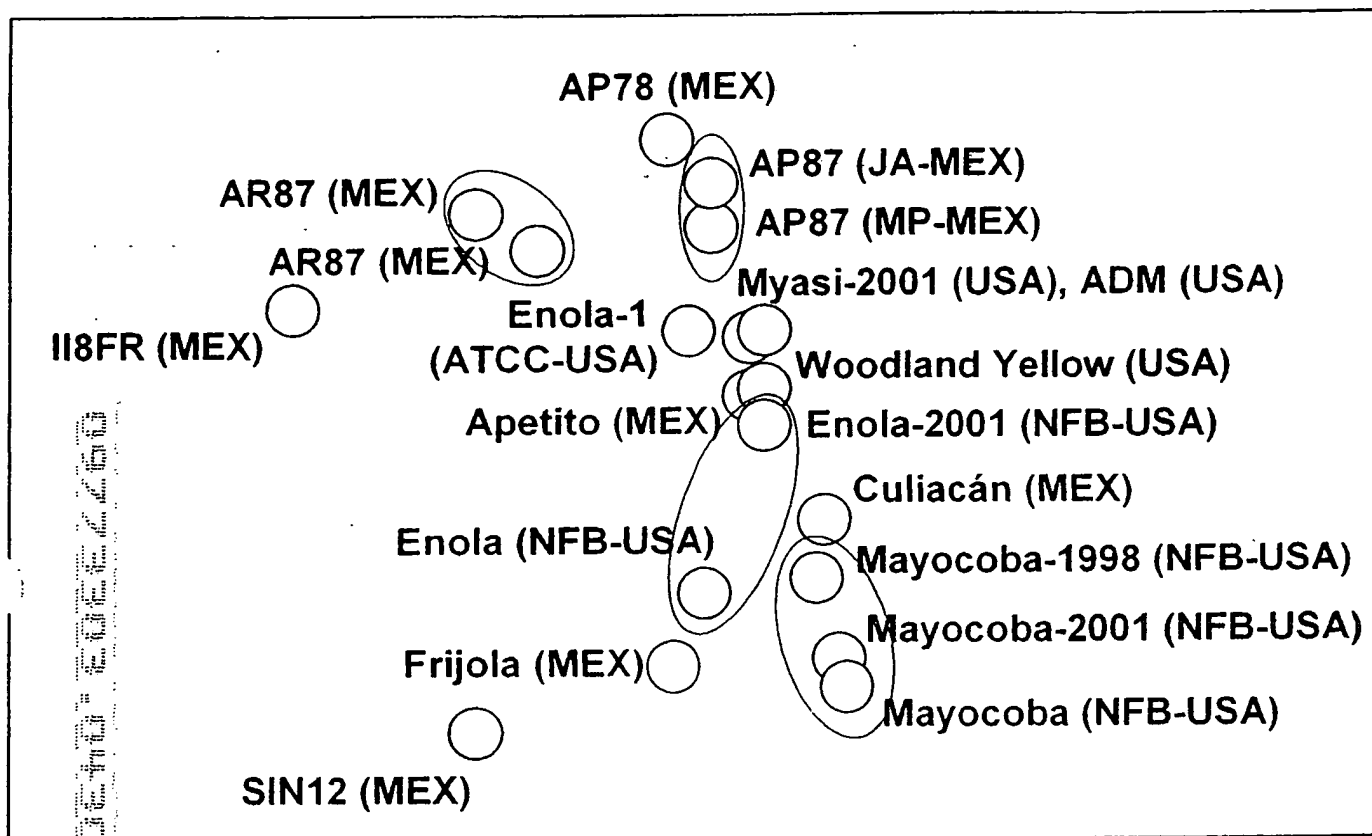 AP78 (MEX)
AP87 (JA-MEX)
AR87 (MEX)
AP87 (MP-MEX)
AR87 (MEX)
Myasi-2001 (USA), ADM (USA)
Enola-1
(ATCC-USA)
II8FR (MEX)
Woodland Yellow (USA)
Apetito (MEX)
Enola-2001 (NFB-USA)
Culiacán (MEX)
Enola (NFB-USA)
Mayocoba-1998 (NFB-USA)
Mayocoba-2001 (NFB-USA)
Frijola (MEX)
Mayocoba (NFB-USA)
SIN12 (MEX)